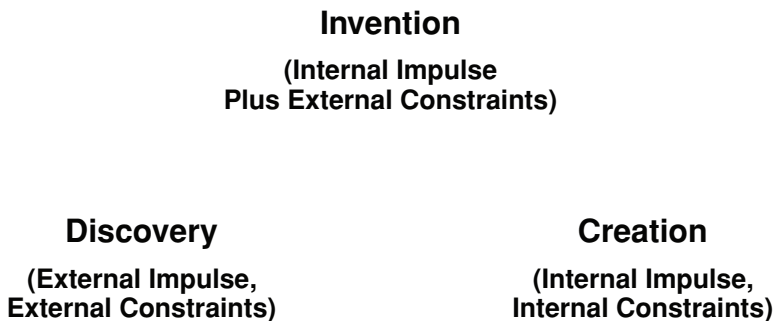 Invention
(Internal Impulse
Plus External Constraints)
Discovery
(External Impulse,
External Constraints)
Creation
(Internal Impulse,
Internal Constraints)